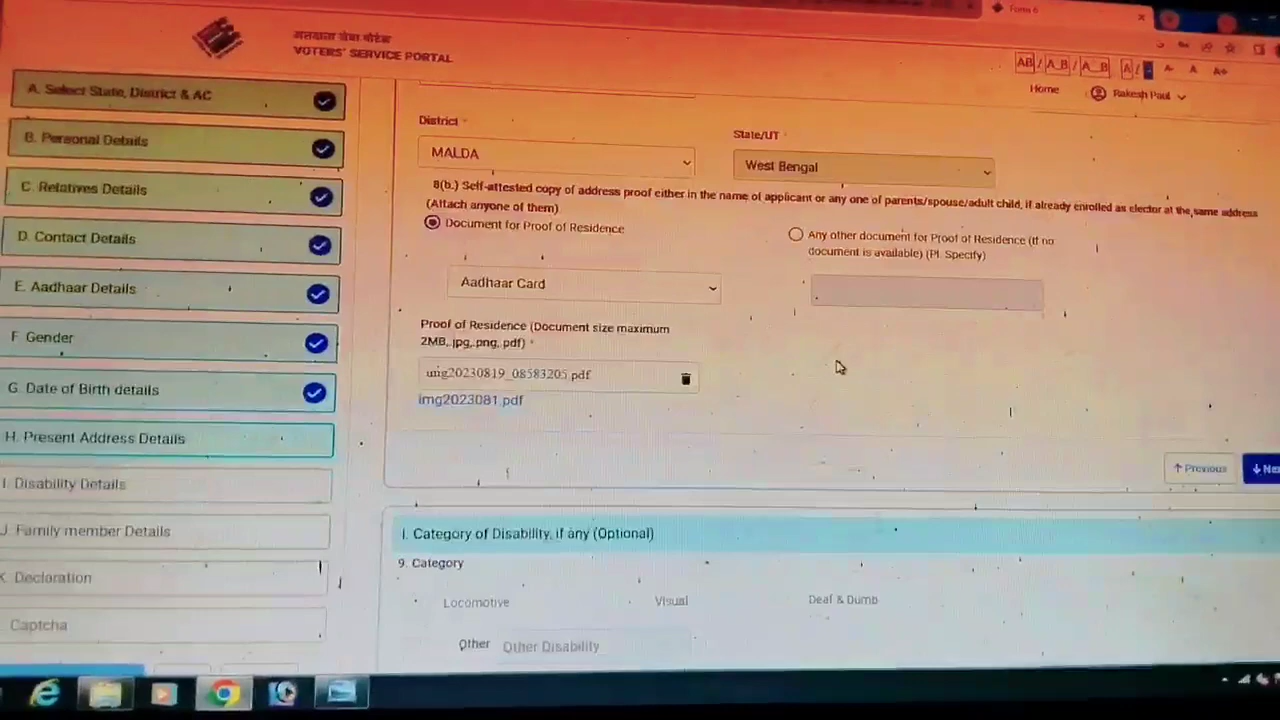 Form 6
मतदाता सेवा पोर्टल
VOTERS' SERVICE PORTAL
AB / A_B / A__B A / A- A A+
Home Rakesh Paul
A. Select State, District & AC
B. Personal Details
C. Relatives Details
D. Contact Details
E. Aadhaar Details
F. Gender
G. Date of Birth details
H. Present Address Details
I. Disability Details
J. Family member Details
K. Declaration
Captcha
District *
MALDA
State/UT *
West Bengal
8(b.) Self-attested copy of address proof either in the name of applicant or any one of parents/spouse/adult child, if already enrolled as elector at the same address
(Attach anyone of them)
Document for Proof of Residence
Any other document for Proof of Residence (If no
document is available) (Pl. Specify)
Aadhaar Card
Proof of Residence (Document size maximum
2MB,.jpg,.png,.pdf) *
img20230819_08583205.pdf
img2023081.pdf
Previous
I. Category of Disability, if any (Optional)
9. Category
Locomotive Visual Deaf & Dumb
Other Other Disability